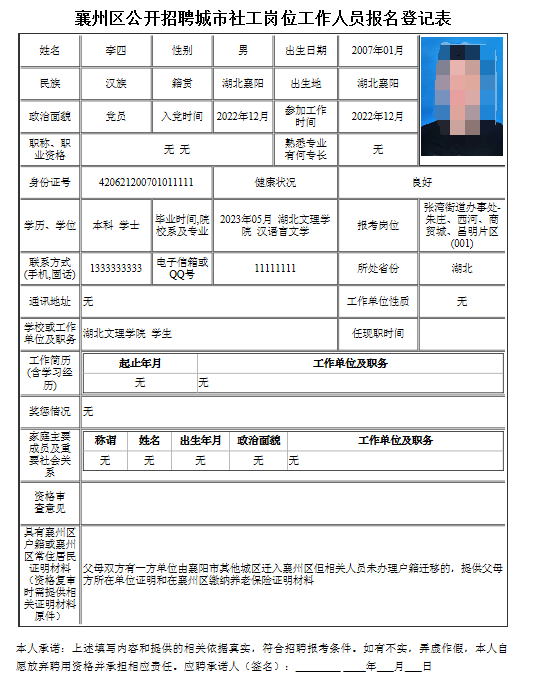 襄州区公开招聘城市社工岗位工作人员报名登记表
姓名 李四 性别 男 出生日期 2007年01月
民族 汉族 籍贯 湖北襄阳 出生地 湖北襄阳
政治面貌 党员 入党时间 2022年12月 参加工作
时间 2022年12月
职称、职
业资格 无 无 熟悉专业
有何专长 无
身份证号 420621200701011111 健康状况 良好
学历、学位 本科 学士 毕业时间,院
校系及专业 2023年05月 湖北文理学
院 汉语言文学 报考岗位 张湾街道办事处-
朱庄、西河、商
贸城、昌明片区
(001)
联系方式
(手机,固话) 1333333333 电子信箱或
QQ号 11111111 所处省份 湖北
通讯地址 无 工作单位性质 无
学校或工作
单位及职务 湖北文理学院 学生 任现职时间
工作简历
(含学习经
历) 起止年月 工作单位及职务
无 无
奖惩情况 无
家庭主要
成员及重
要社会关
系 称谓 姓名 出生年月 政治面貌 工作单位及职务
无 无 无 无 无
资格审
查意见
具有襄州区
户籍或襄州
区常住居民
证明材料
（资格复审
时需提供相
关证明材料
原件） 父母双方有一方单位由襄阳市其他城区迁入襄州区但相关人员未办理户籍迁移的，提供父母
方所在单位证明和在襄州区缴纳养老保险证明材料
本人承诺：上述填写内容和提供的相关依据真实，符合招聘报考条件。如有不实，弄虚作假，本人自
愿放弃聘用资格并承担相应责任。应聘承诺人（签名）：________ ____年___月___日